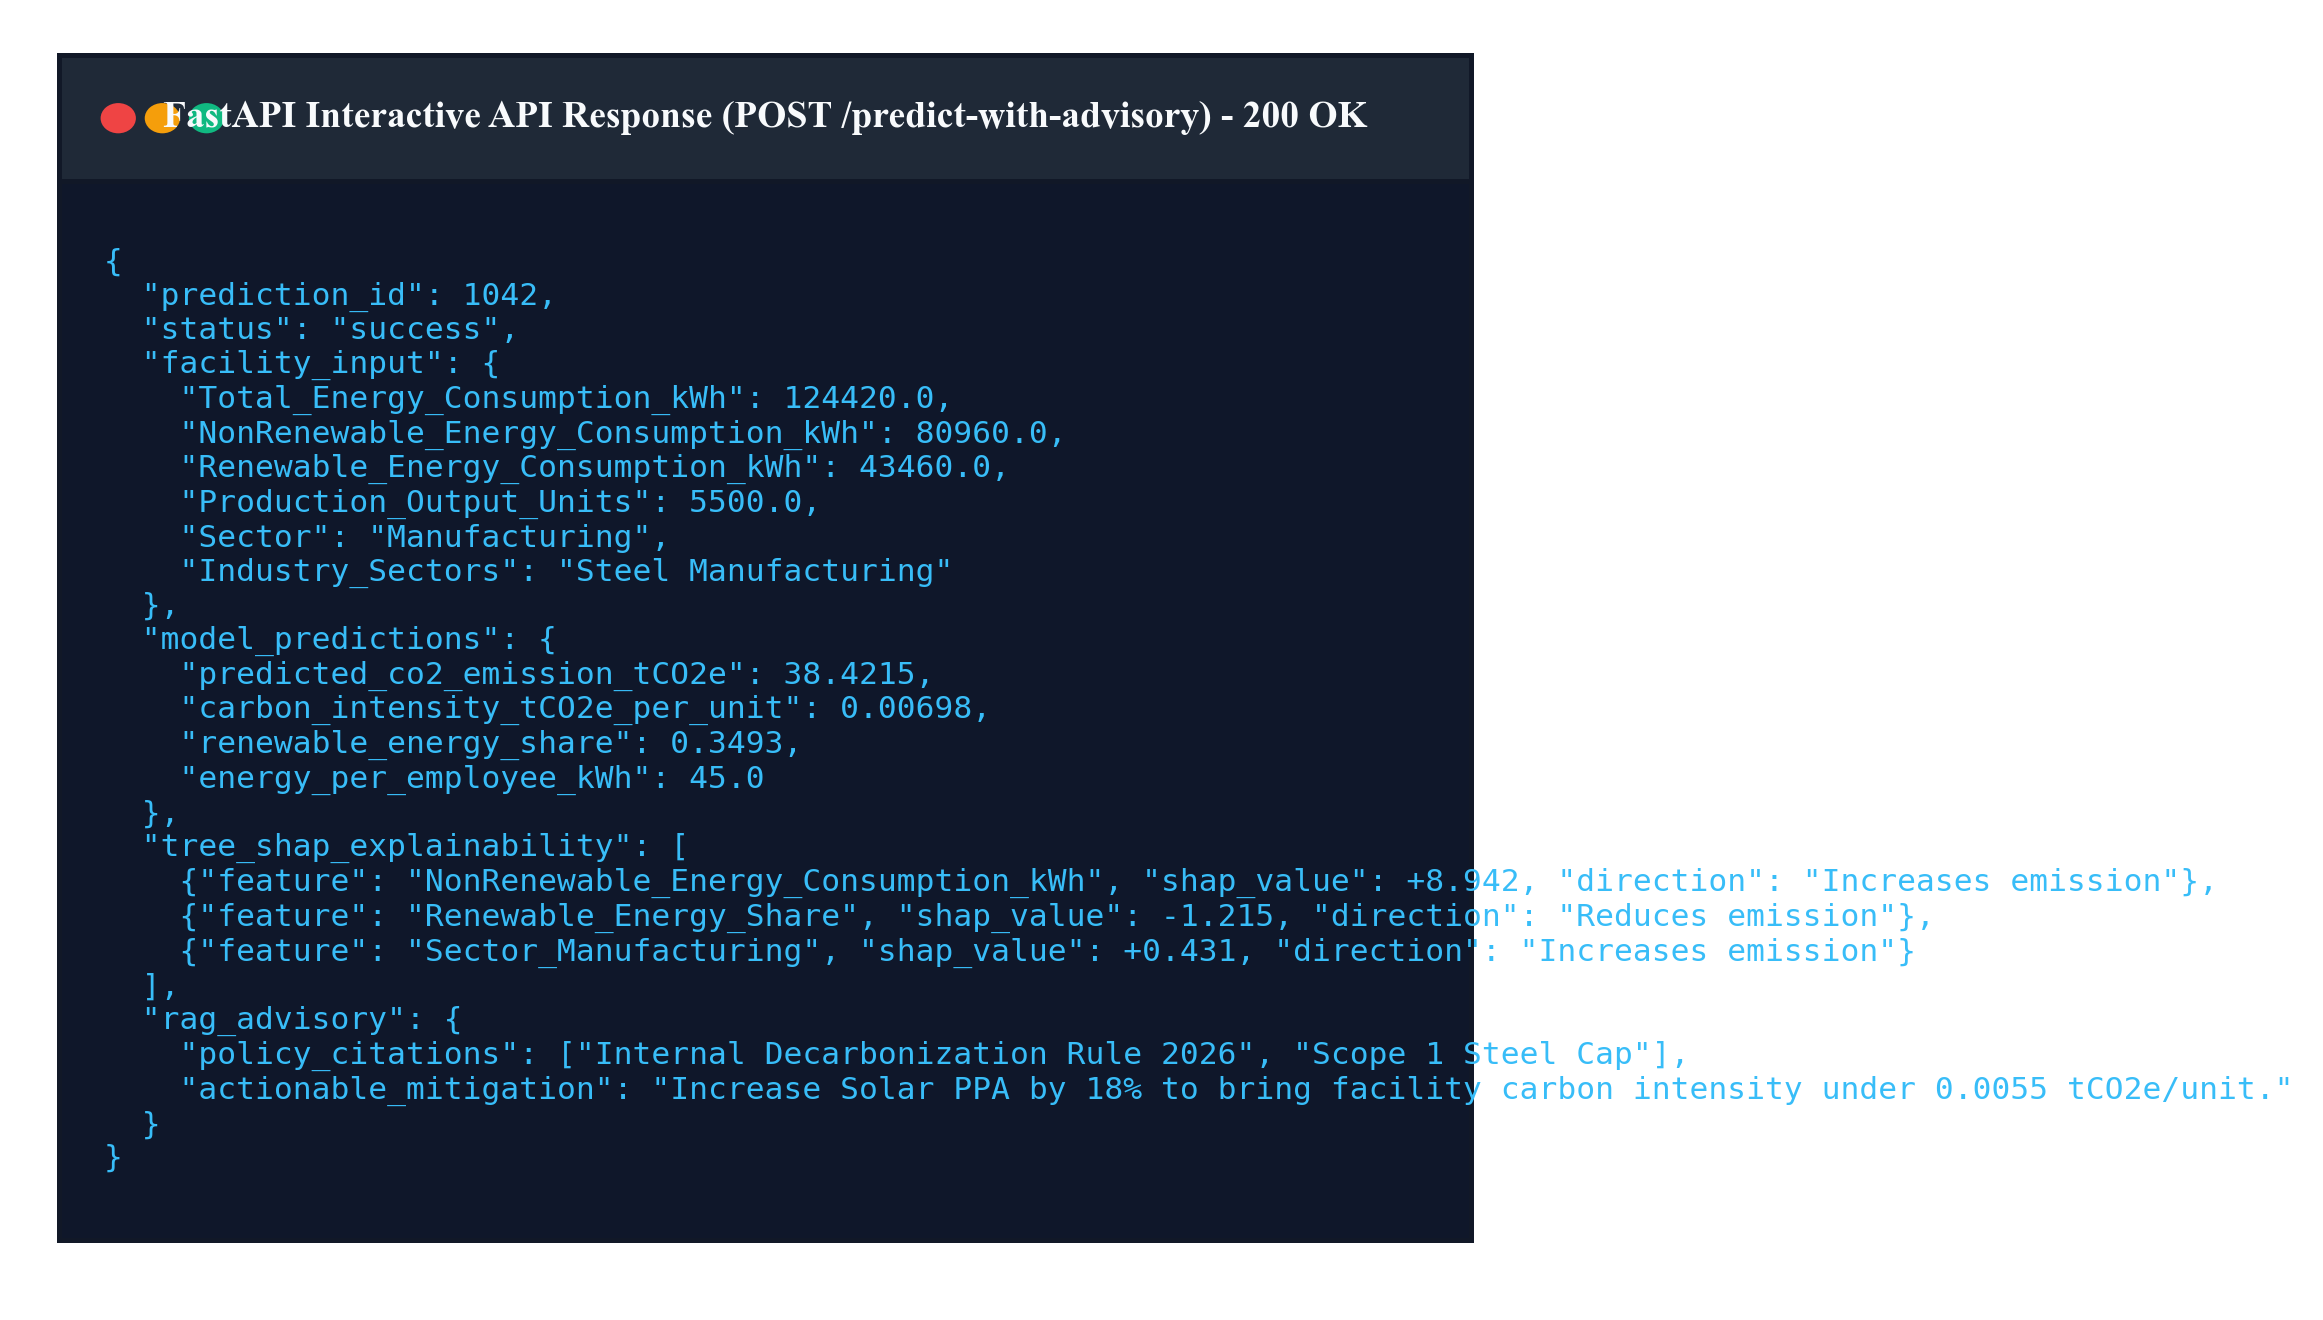 FastAPI Interactive API Response (POST /predict-with-advisory) - 200 OK
{
  "prediction_id": 1042,
  "status": "success",
  "facility_input": {
    "Total_Energy_Consumption_kWh": 124420.0,
    "NonRenewable_Energy_Consumption_kWh": 80960.0,
    "Renewable_Energy_Consumption_kWh": 43460.0,
    "Production_Output_Units": 5500.0,
    "Sector": "Manufacturing",
    "Industry_Sectors": "Steel Manufacturing"
  },
  "model_predictions": {
    "predicted_co2_emission_tCO2e": 38.4215,
    "carbon_intensity_tCO2e_per_unit": 0.00698,
    "renewable_energy_share": 0.3493,
    "energy_per_employee_kWh": 45.0
  },
  "tree_shap_explainability": [
    {"feature": "NonRenewable_Energy_Consumption_kWh", "shap_value": +8.942, "direction": "Increases emission"},
    {"feature": "Renewable_Energy_Share", "shap_value": -1.215, "direction": "Reduces emission"},
    {"feature": "Sector_Manufacturing", "shap_value": +0.431, "direction": "Increases emission"}
  ],
  "rag_advisory": {
    "policy_citations": ["Internal Decarbonization Rule 2026", "Scope 1 Steel Cap"],
    "actionable_mitigation": "Increase Solar PPA by 18% to bring facility carbon intensity under 0.0055 tCO2e/unit."
  }
}